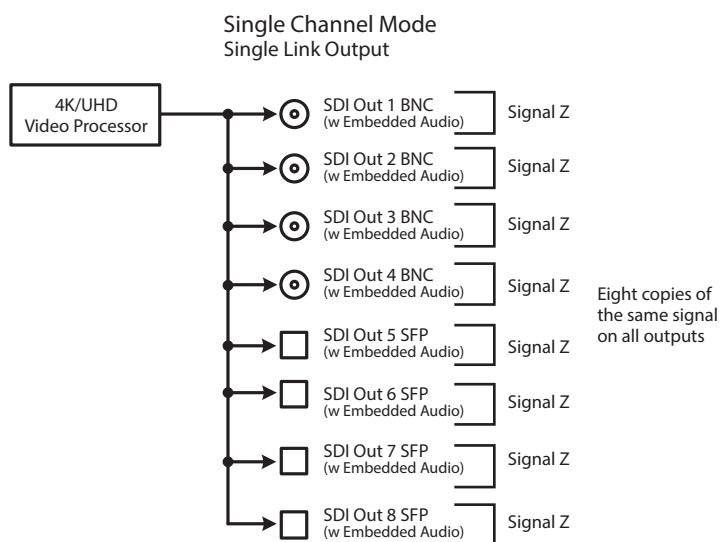 Single Channel Mode
Single Link Output
4K/UHD
Video Processor
SDI Out 1 BNC
(w Embedded Audio)
Signal Z
SDI Out 2 BNC
(w Embedded Audio)
Signal Z
SDI Out 3 BNC
(w Embedded Audio)
Signal Z
SDI Out 4 BNC
(w Embedded Audio)
Signal Z
Eight copies of
the same signal
on all outputs
SDI Out 5 SFP
(w Embedded Audio)
Signal Z
SDI Out 6 SFP
(w Embedded Audio)
Signal Z
SDI Out 7 SFP
(w Embedded Audio)
Signal Z
SDI Out 8 SFP
(w Embedded Audio)
Signal Z